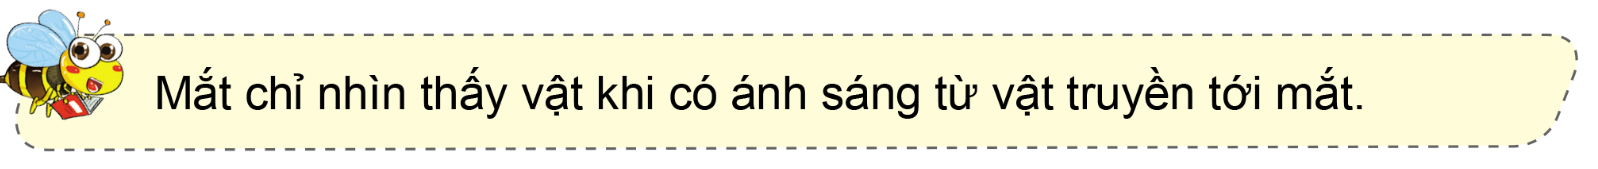 Mắt chỉ nhìn thấy vật khi có ánh sáng từ vật truyền tới mắt.